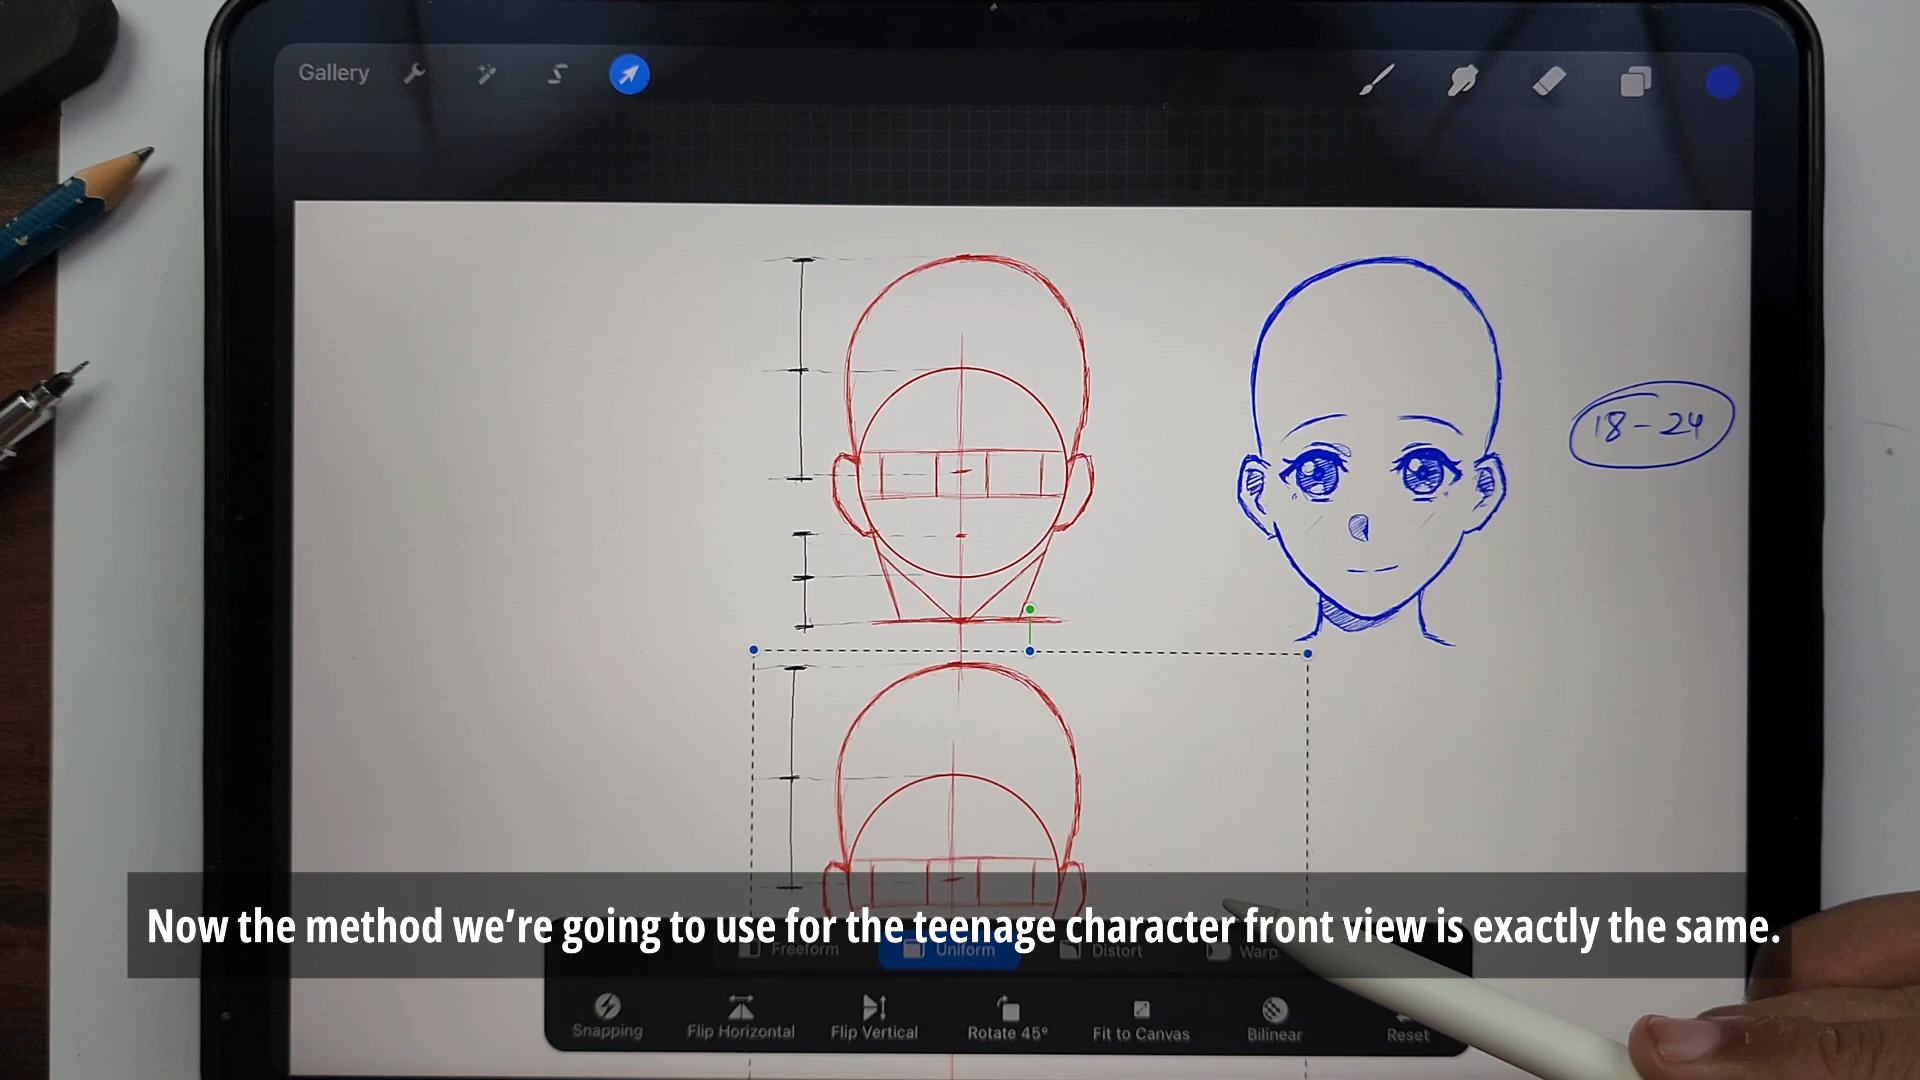 Gallery
18-24
Now the method we're going to use for the teenage character front view is exactly the same.
Freeform Uniform Distort Warp
Snapping Flip Horizontal Flip Vertical Rotate 45° Fit to Canvas Bilinear Reset